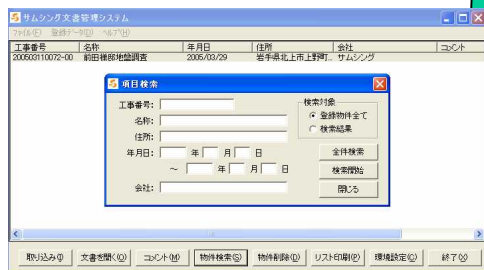 サムシング文書管理システム
ファイル(F) 登録データ(D) ヘルプ(H)
工事番号 名称 年月日 住所 会社 コメント
200503110072-00 前田様邸地盤調査 2005/03/29 岩手県北上市上野町... サムシング
項目検索
工事番号:
名称:
住所:
年月日: 年 月 日
～ 年 月 日
会社:
検索対象
登録物件全て
検索結果
全件検索
検索開始
閉じる
取り込み(I) 文書を開く(O) コメント(M) 物件検索(S) 物件削除(D) リスト印刷(P) 環境設定(C) 終了(X)